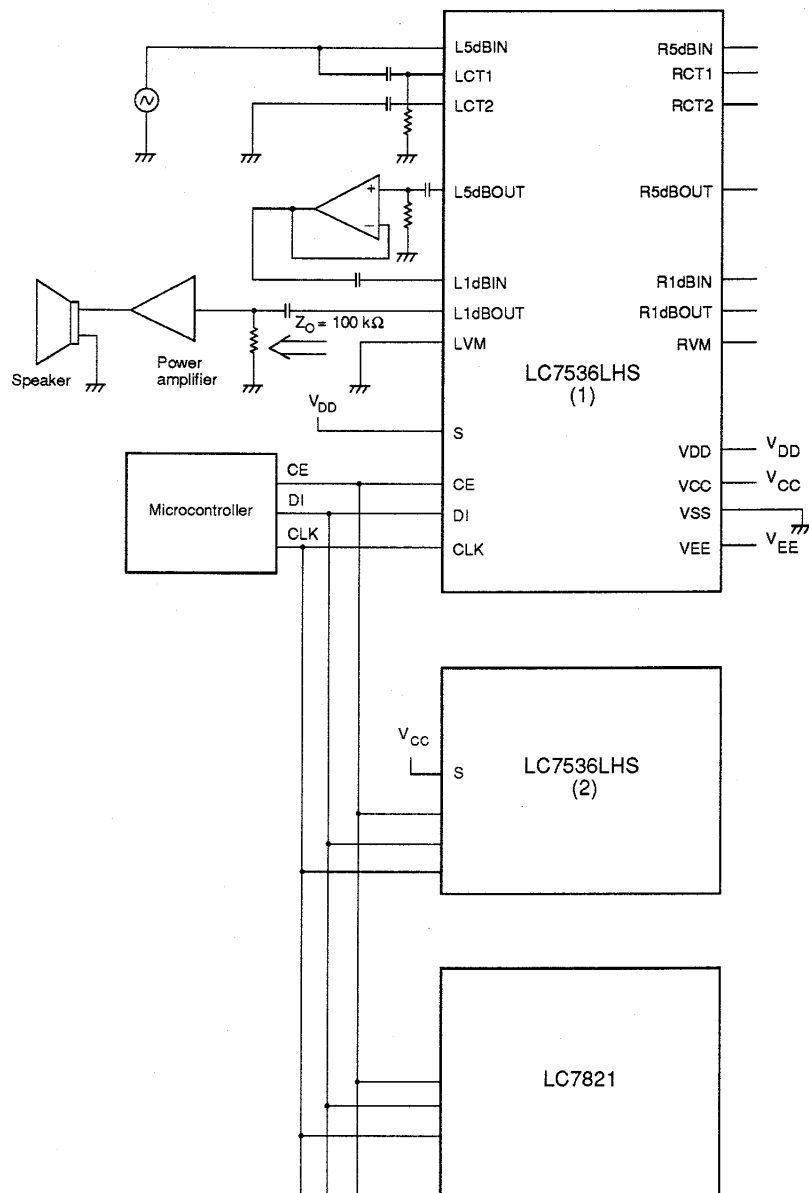 L5dBIN
R5dBIN
LCT1
RCT1
LCT2
RCT2
+
L5dBOUT
R5dBOUT
−
L1dBIN
R1dBIN
L1dBOUT
R1dBOUT
Z_O = 100 kΩ
LVM
RVM
Power
amplifier
Speaker
LC7536LHS
(1)
V_DD
S
VDD
V_DD
CE
CE
VCC
V_CC
Microcontroller
DI
DI
VSS
CLK
CLK
VEE
V_EE
V_CC
S
LC7536LHS
(2)
LC7821